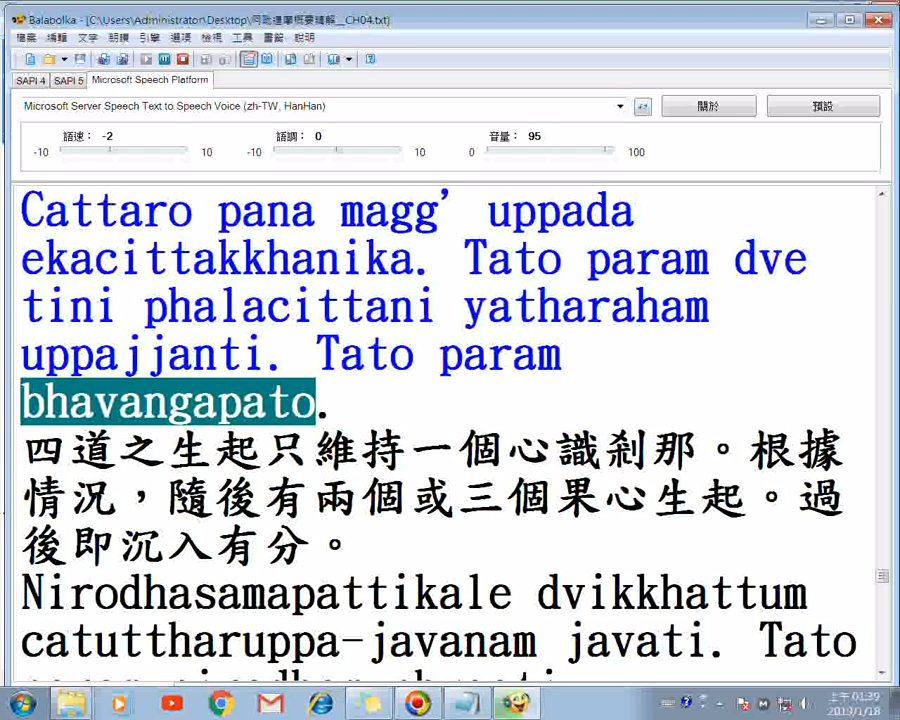 Balabolka - [C:\Users\Administrator\Desktop\阿毗達摩概要精解__CH04.txt]
檔案 編輯 文字 朗讀 引擎 選項 檢視 工具 書籤 說明
SAPI 4 SAPI 5 Microsoft Speech Platform
Microsoft Server Speech Text to Speech Voice (zh-TW, HanHan) 關於 預設
語速： -2 語調： 0 音量： 95
-10 10 -10 10 0 100
Cattaro pana magg’ uppada
ekacittakkhanika. Tato param dve
tini phalacittani yatharaham
uppajjanti. Tato param
bhavangapato.
四道之生起只維持一個心識剎那。根據
情況，隨後有兩個或三個果心生起。過
後即沉入有分。
Nirodhasamapattikale dvikkhattum
catuttharuppa-javanam javati. Tato
上午 01:39
2019/1/18